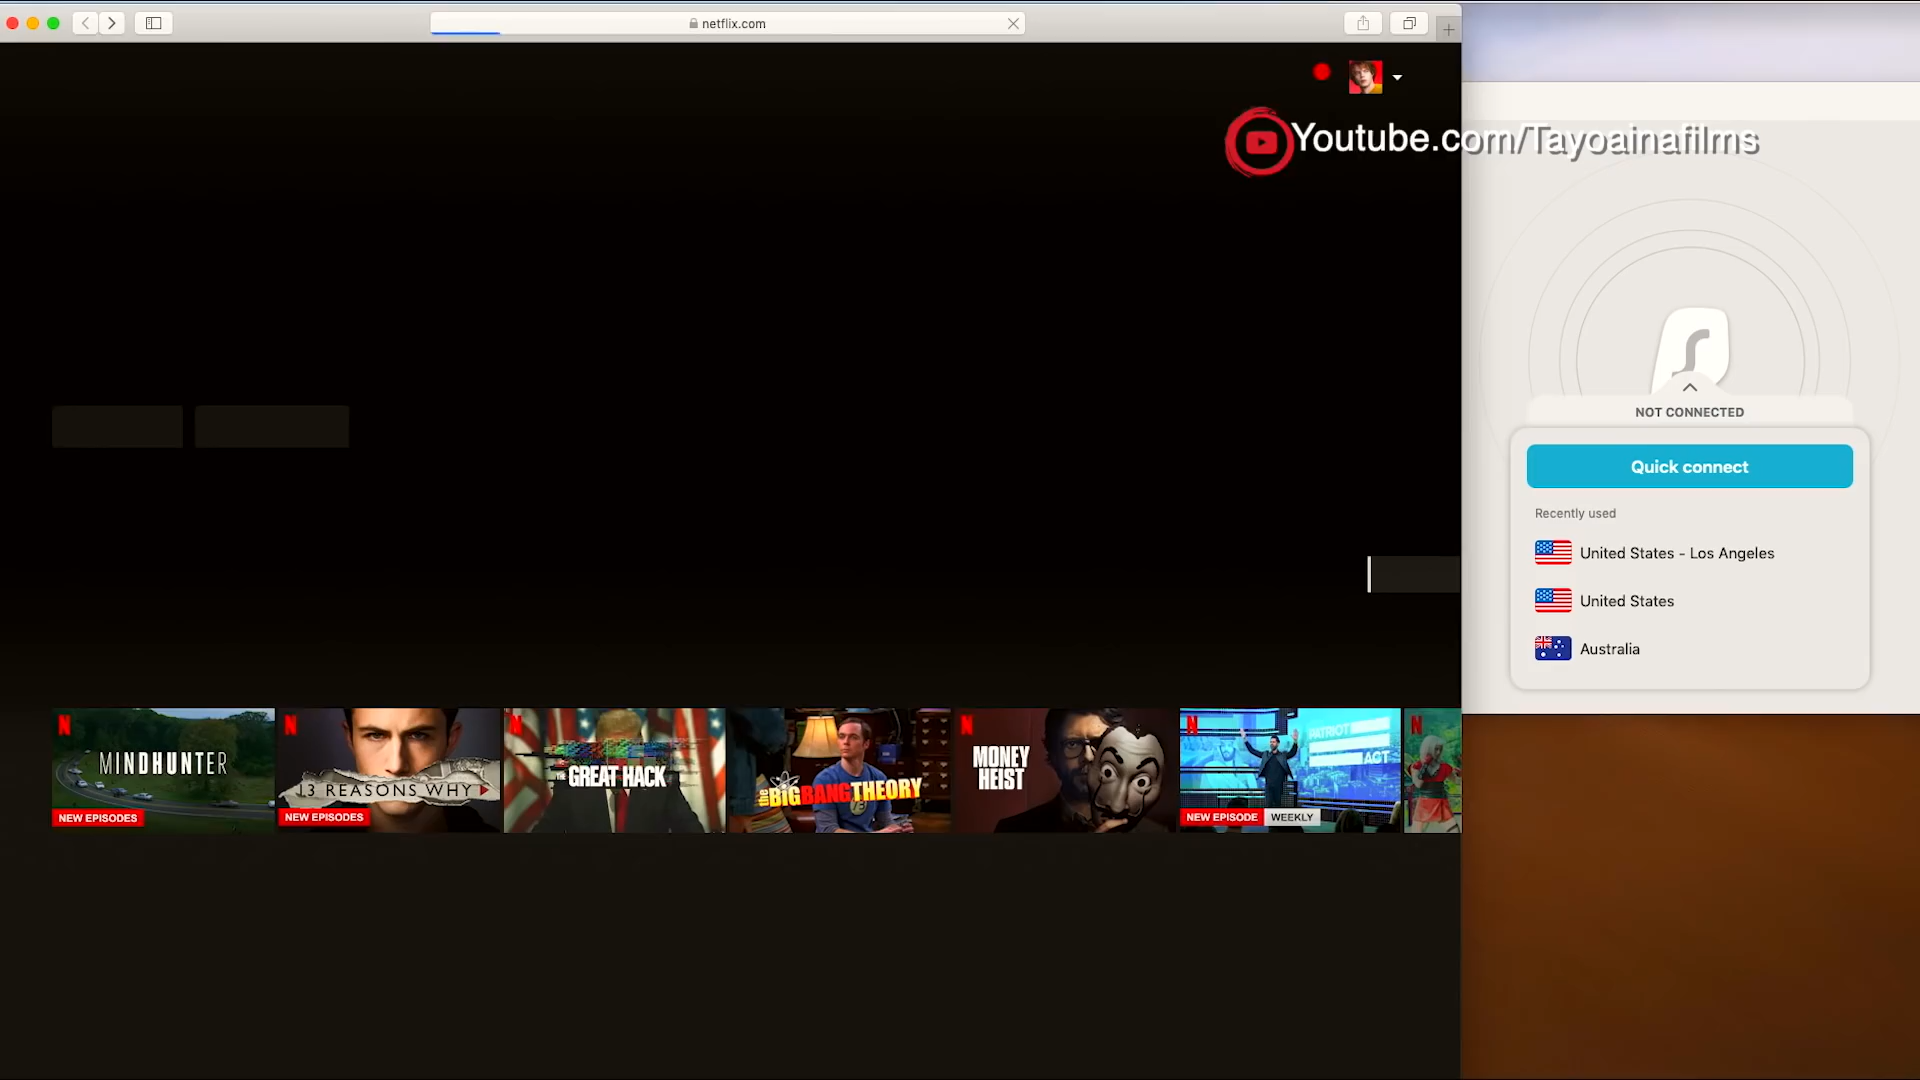 netflix.com
Youtube.com/Tayoainafilms
NOT CONNECTED
Quick connect
Recently used
United States - Los Angeles
United States
Australia
N
MINDHUNTER
NEW EPISODES
N
13 REASONS WHY
NEW EPISODES
N
THE GREAT HACK
the BIG BANG THEORY
N
MONEY HEIST
N
PATRIOT
ACT
NEW EPISODE WEEKLY
N